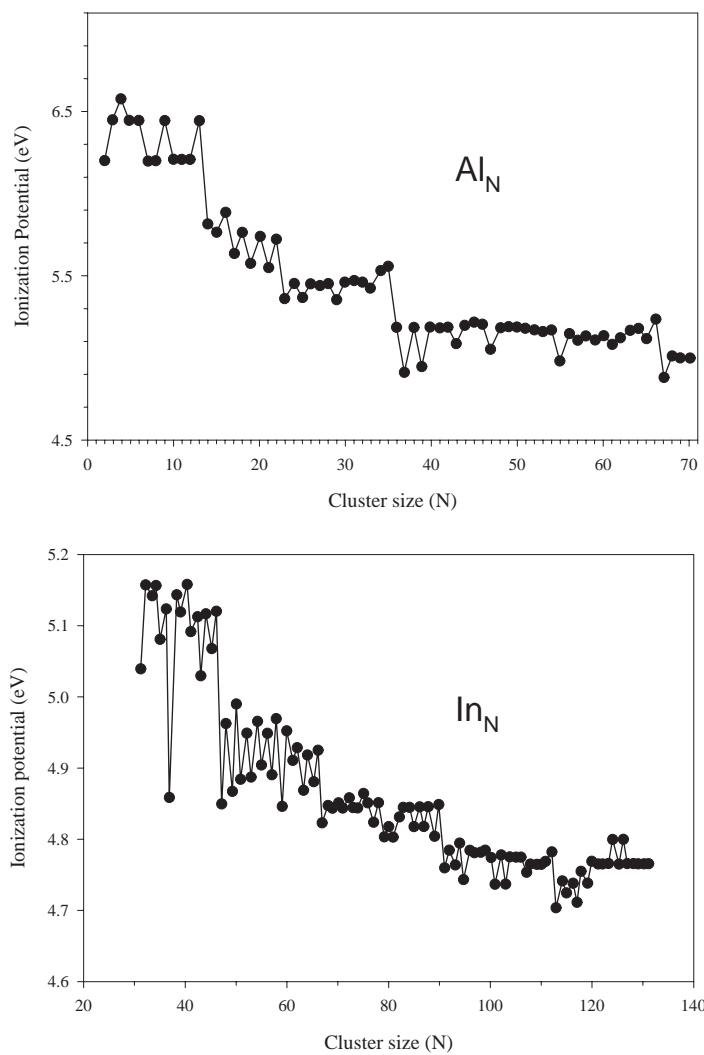 6.5
5.5
4.5
Ionization Potential (eV)
Al_N
0 10 20 30 40 50 60 70
Cluster size (N)
5.2
5.1
5.0
4.9
4.8
4.7
4.6
Ionization potential (eV)
In_N
20 40 60 80 100 120 140
Cluster size (N)